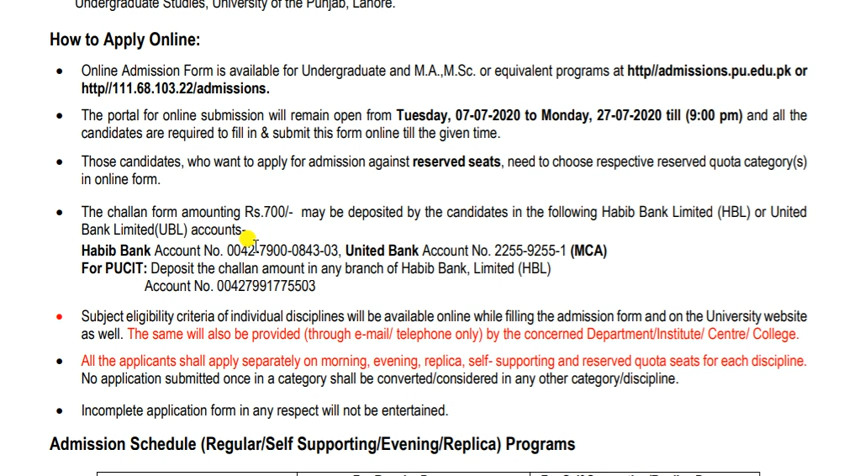 Undergraduate Studies, University of the Punjab, Lahore.
How to Apply Online:
• Online Admission Form is available for Undergraduate and M.A.,M.Sc. or equivalent programs at http//admissions.pu.edu.pk or
http//111.68.103.22/admissions.
• The portal for online submission will remain open from Tuesday, 07-07-2020 to Monday, 27-07-2020 till (9:00 pm) and all the
candidates are required to fill in & submit this form online till the given time.
• Those candidates, who want to apply for admission against reserved seats, need to choose respective reserved quota category(s)
in online form.
• The challan form amounting Rs.700/- may be deposited by the candidates in the following Habib Bank Limited (HBL) or United
Bank Limited(UBL) accounts-
Habib Bank Account No. 0042-7900-0843-03, United Bank Account No. 2255-9255-1 (MCA)
For PUCIT: Deposit the challan amount in any branch of Habib Bank, Limited (HBL)
Account No. 00427991775503
• Subject eligibility criteria of individual disciplines will be available online while filling the admission form and on the University website
as well. The same will also be provided (through e-mail/ telephone only) by the concerned Department/Institute/ Centre/ College.
• All the applicants shall apply separately on morning, evening, replica, self- supporting and reserved quota seats for each discipline.
No application submitted once in a category shall be converted/considered in any other category/discipline.
• Incomplete application form in any respect will not be entertained.
Admission Schedule (Regular/Self Supporting/Evening/Replica) Programs